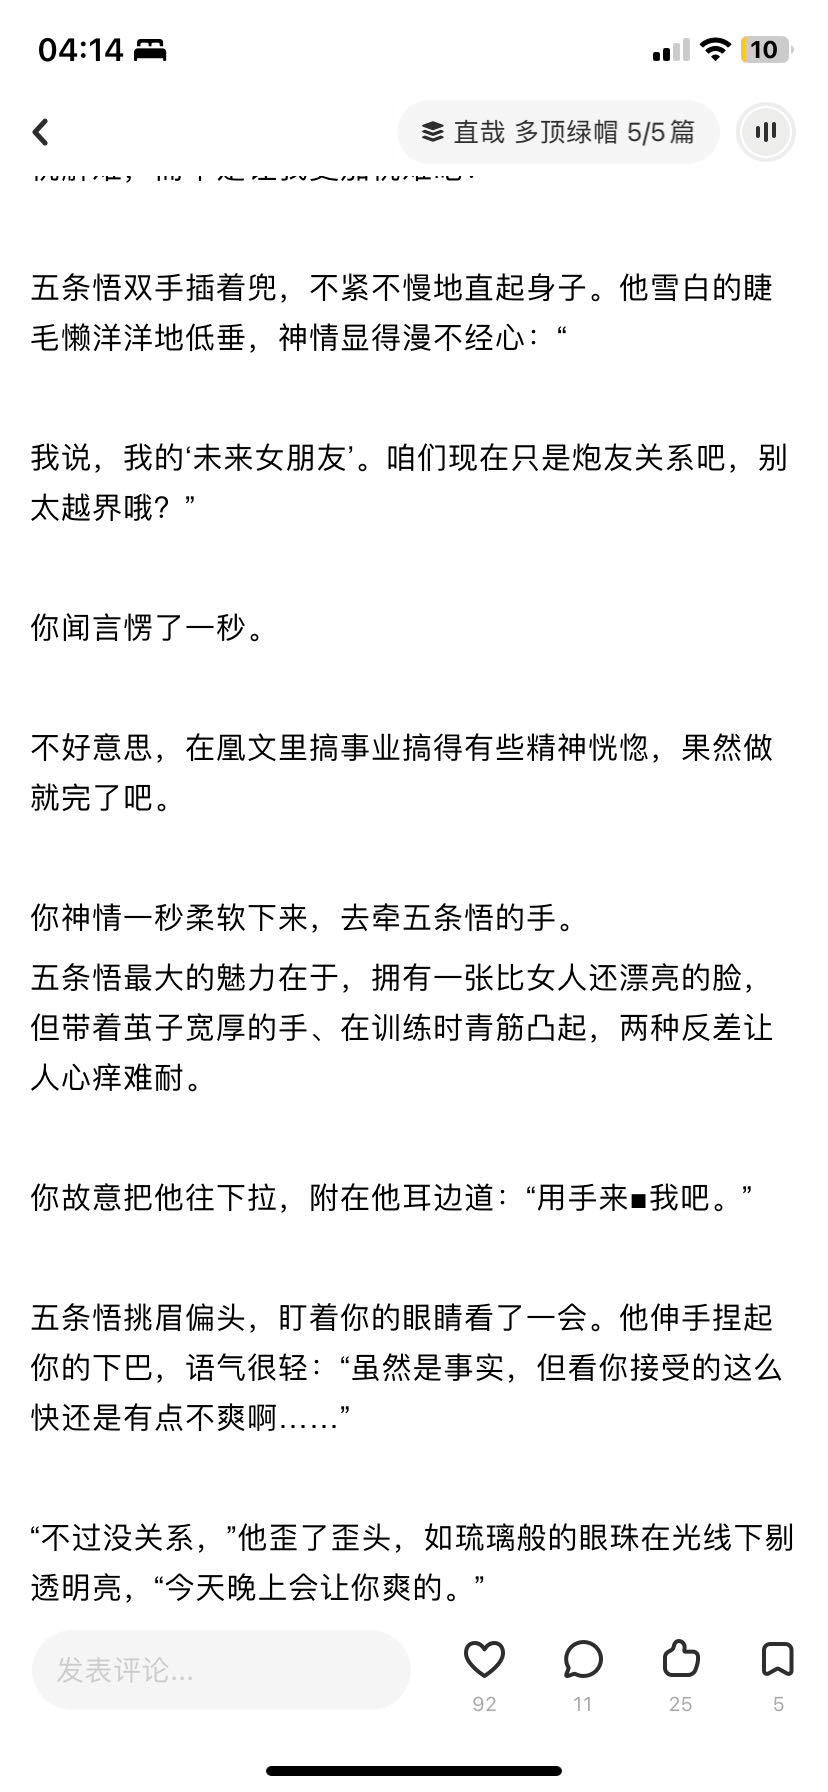 04:14
10
直哉 多顶绿帽 5/5篇
五条悟双手插着兜，不紧不慢地直起身子。他雪白的睫
毛懒洋洋地低垂，神情显得漫不经心：“
我说，我的‘未来女朋友’。咱们现在只是炮友关系吧，别
太越界哦？”
你闻言愣了一秒。
不好意思，在凰文里搞事业搞得有些精神恍惚，果然做
就完了吧。
你神情一秒柔软下来，去牵五条悟的手。
五条悟最大的魅力在于，拥有一张比女人还漂亮的脸，
但带着茧子宽厚的手、在训练时青筋凸起，两种反差让
人心痒难耐。
你故意把他往下拉，附在他耳边道：“用手来■我吧。”
五条悟挑眉偏头，盯着你的眼睛看了一会。他伸手捏起
你的下巴，语气很轻：“虽然是事实，但看你接受的这么
快还是有点不爽啊……”
“不过没关系，”他歪了歪头，如琉璃般的眼珠在光线下剔
透明亮，“今天晚上会让你爽的。”
发表评论...
92
11
25
5